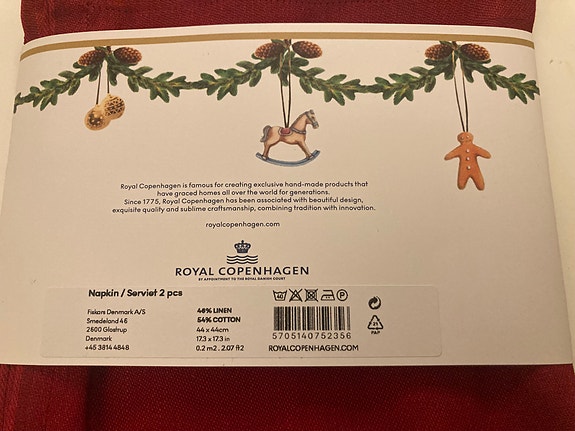 Royal Copenhagen is famous for creating exclusive hand-made products that
have graced homes all over the world for generations.
Since 1775, Royal Copenhagen has been associated with beautiful design,
exquisite quality and sublime craftsmanship, combining tradition with innovation.
royalcopenhagen.com
ROYAL COPENHAGEN
BY APPOINTMENT TO THE ROYAL DANISH COURT
Napkin / Serviet 2 pcs
Fiskars Denmark A/S
Smedeland 46
2600 Glostrup
Denmark
+45 3814 4848
46% LINEN
54% COTTON
44 x 44cm
17.3 x 17.3 in
0.2 m2 . 2.07 ft2
40
P
5705140752356
ROYALCOPENHAGEN.COM
21
PAP